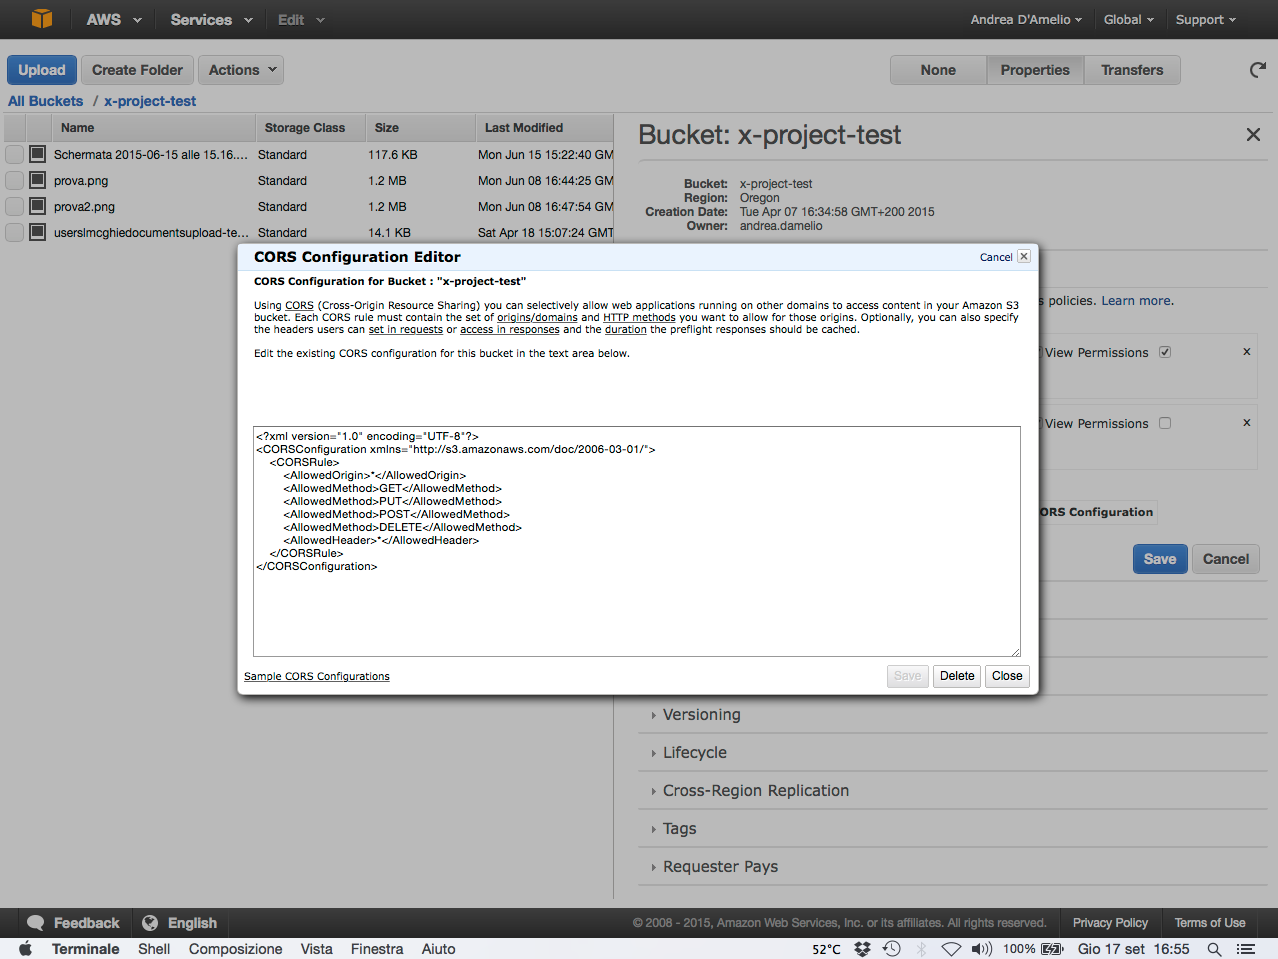 AWS Services Edit Andrea D'Amelio Global Support
Upload Create Folder Actions None Properties Transfers
All Buckets / x-project-test
Name Storage Class Size Last Modified
Schermata 2015-06-15 alle 15.16.... Standard 117.6 KB Mon Jun 15 15:22:40 GM
prova.png Standard 1.2 MB Mon Jun 08 16:44:25 GM
prova2.png Standard 1.2 MB Mon Jun 08 16:47:54 GM
userslmcghiedocumentsupload-te... Standard 14.1 KB Sat Apr 18 15:07:24 GMT
Bucket: x-project-test
Bucket: x-project-test
Region: Oregon
Creation Date: Tue Apr 07 16:34:58 GMT+200 2015
Owner: andrea.damelio
s policies. Learn more.
View Permissions x
View Permissions x
ORS Configuration
Save Cancel
CORS Configuration Editor Cancel
CORS Configuration for Bucket : "x-project-test"
Using CORS (Cross-Origin Resource Sharing) you can selectively allow web applications running on other domains to access content in your Amazon S3
bucket. Each CORS rule must contain the set of origins/domains and HTTP methods you want to allow for those origins. Optionally, you can also specify
the headers users can set in requests or access in responses and the duration the preflight responses should be cached.
Edit the existing CORS configuration for this bucket in the text area below.
<?xml version="1.0" encoding="UTF-8"?>
<CORSConfiguration xmlns="http://s3.amazonaws.com/doc/2006-03-01/">
<CORSRule>
<AllowedOrigin>*</AllowedOrigin>
<AllowedMethod>GET</AllowedMethod>
<AllowedMethod>PUT</AllowedMethod>
<AllowedMethod>POST</AllowedMethod>
<AllowedMethod>DELETE</AllowedMethod>
<AllowedHeader>*</AllowedHeader>
</CORSRule>
</CORSConfiguration>
Sample CORS Configurations Save Delete Close
Versioning
Lifecycle
Cross-Region Replication
Tags
Requester Pays
Feedback English © 2008 - 2015, Amazon Web Services, Inc. or its affiliates. All rights reserved. Privacy Policy Terms of Use
Terminale Shell Composizione Vista Finestra Aiuto 52°C 100% Gio 17 set 16:55